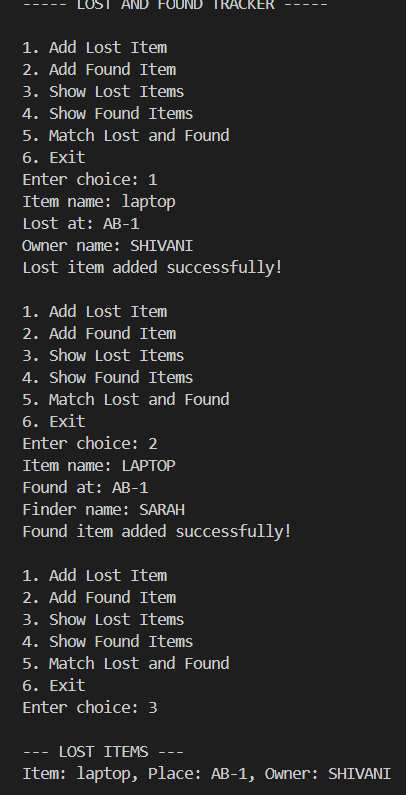 ----- LOST AND FOUND TRACKER -----
1. Add Lost Item
2. Add Found Item
3. Show Lost Items
4. Show Found Items
5. Match Lost and Found
6. Exit
Enter choice: 1
Item name: laptop
Lost at: AB-1
Owner name: SHIVANI
Lost item added successfully!
1. Add Lost Item
2. Add Found Item
3. Show Lost Items
4. Show Found Items
5. Match Lost and Found
6. Exit
Enter choice: 2
Item name: LAPTOP
Found at: AB-1
Finder name: SARAH
Found item added successfully!
1. Add Lost Item
2. Add Found Item
3. Show Lost Items
4. Show Found Items
5. Match Lost and Found
6. Exit
Enter choice: 3
--- LOST ITEMS ---
Item: laptop, Place: AB-1, Owner: SHIVANI